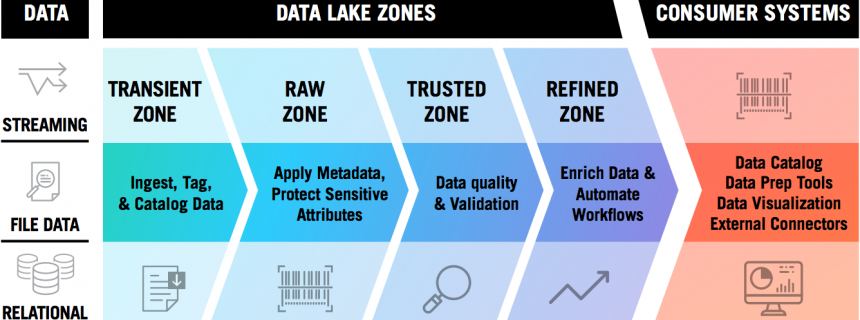 DATA
DATA LAKE ZONES
CONSUMER SYSTEMS
STREAMING
FILE DATA
RELATIONAL
TRANSIENT
ZONE
Ingest, Tag,
& Catalog Data
RAW
ZONE
Apply Metadata,
Protect Sensitive
Attributes
TRUSTED
ZONE
Data quality
& Validation
REFINED
ZONE
Enrich Data &
Automate
Workflows
Data Catalog
Data Prep Tools
Data Visualization
External Connectors